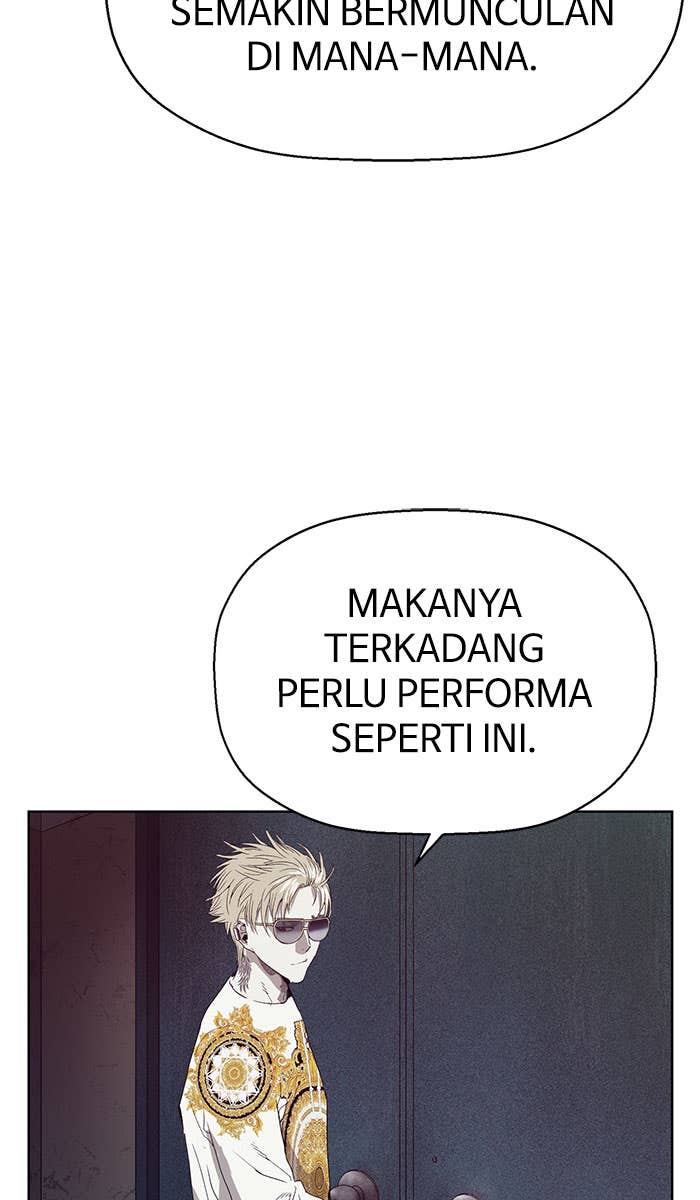 SEMAKIN BERMUNCULAN
DI MANA-MANA.
MAKANYA
TERKADANG
PERLU PERFORMA
SEPERTI INI.